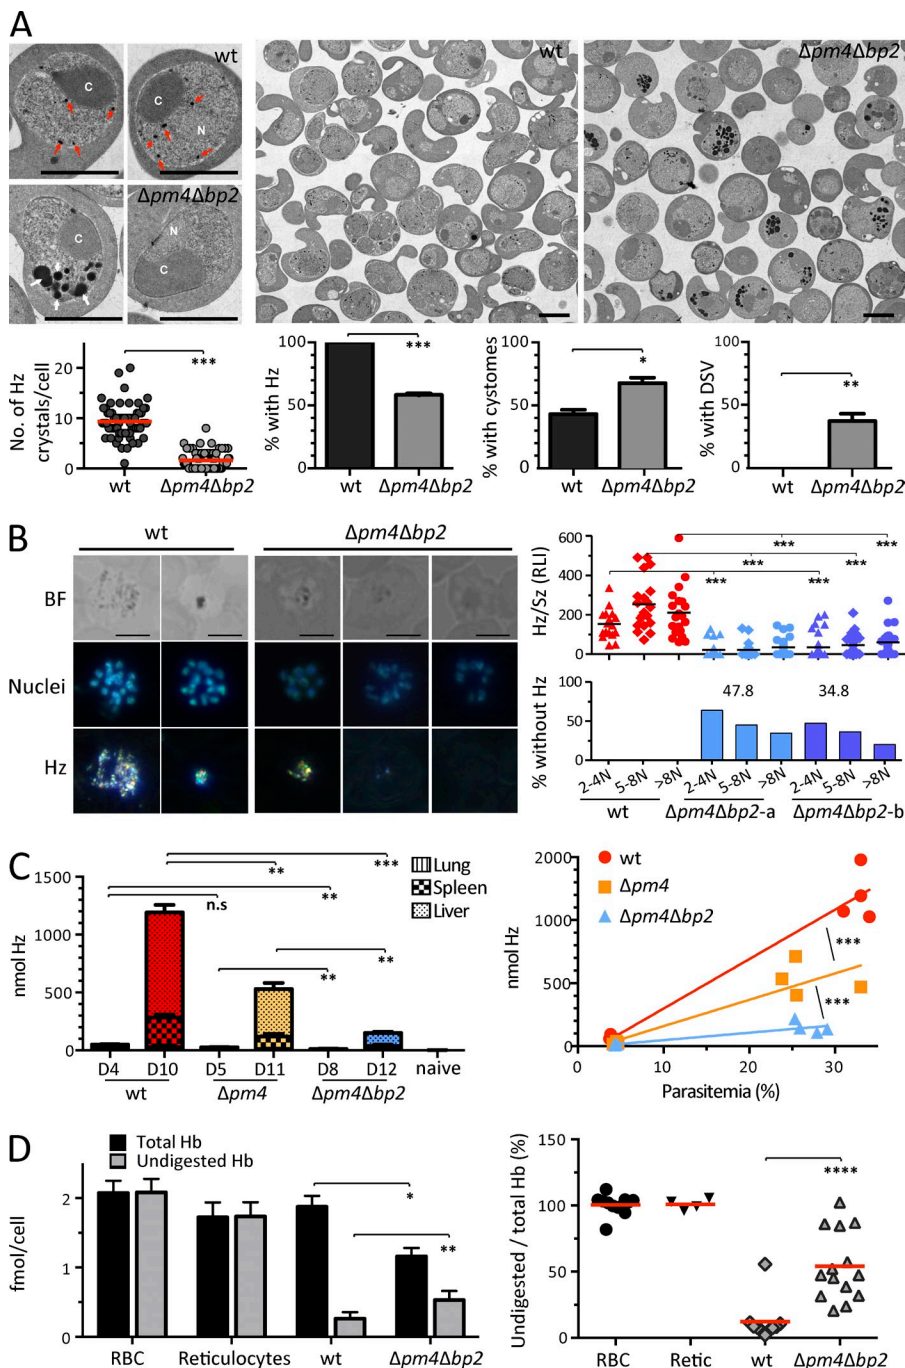 A
wt
wt
Δpm4Δbp2
C
C
N
Δpm4Δbp2
C
N
C
No. of Hz
crystals/cell
20
10
0
***
wt
Δpm4Δbp2
% with Hz
100
50
0
***
wt
Δpm4Δbp2
% with cystomes
100
50
0
*
wt
Δpm4Δbp2
% with DSV
100
50
0
**
wt
Δpm4Δbp2
B
wt
Δpm4Δbp2
BF
Nuclei
Hz
Hz/Sz (RLI)
600
400
200
0
***
***
***
***
***
***
% without Hz
100
50
0
47.8
34.8
2-4N
5-8N
>8N
2-4N
5-8N
>8N
2-4N
5-8N
>8N
wt
Δpm4Δbp2-a
Δpm4Δbp2-b
C
nmol Hz
1500
1000
500
0
n.s
**
**
**
***
**
Lung
Spleen
Liver
D4
D10
D5
D11
D8
D12
naive
wt
Δpm4
Δpm4Δbp2
nmol Hz
2000
1000
500
0
wt
Δpm4
Δpm4Δbp2
***
***
0
10
20
30
Parasitemia (%)
D
Total Hb
Undigested Hb
fmol/cell
2
1
0
*
**
RBC
Reticulocytes
wt
Δpm4Δbp2
Undigested / total Hb (%)
150
100
50
0
****
RBC
Retic
wt
Δpm4Δbp2